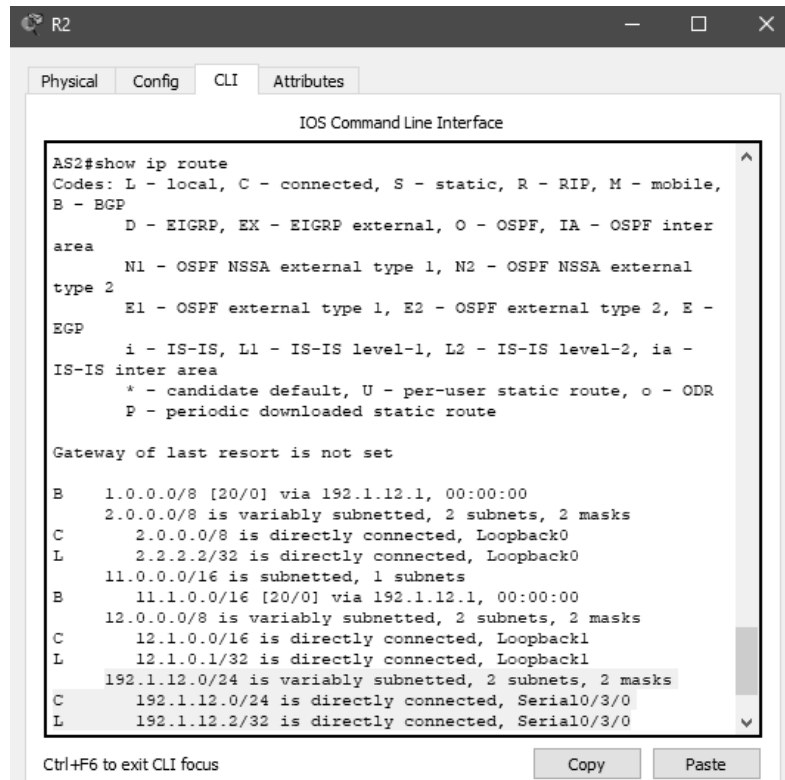 R2
Physical Config CLI Attributes
IOS Command Line Interface
AS2#show ip route
Codes: L - local, C - connected, S - static, R - RIP, M - mobile,
B - BGP
D - EIGRP, EX - EIGRP external, O - OSPF, IA - OSPF inter
area
N1 - OSPF NSSA external type 1, N2 - OSPF NSSA external
type 2
E1 - OSPF external type 1, E2 - OSPF external type 2, E -
EGP
i - IS-IS, L1 - IS-IS level-1, L2 - IS-IS level-2, ia -
IS-IS inter area
* - candidate default, U - per-user static route, o - ODR
P - periodic downloaded static route
Gateway of last resort is not set
B 1.0.0.0/8 [20/0] via 192.1.12.1, 00:00:00
2.0.0.0/8 is variably subnetted, 2 subnets, 2 masks
C 2.0.0.0/8 is directly connected, Loopback0
L 2.2.2.2/32 is directly connected, Loopback0
11.0.0.0/16 is subnetted, 1 subnets
B 11.1.0.0/16 [20/0] via 192.1.12.1, 00:00:00
12.0.0.0/8 is variably subnetted, 2 subnets, 2 masks
C 12.1.0.0/16 is directly connected, Loopback1
L 12.1.0.1/32 is directly connected, Loopback1
192.1.12.0/24 is variably subnetted, 2 subnets, 2 masks
C 192.1.12.0/24 is directly connected, Serial0/3/0
L 192.1.12.2/32 is directly connected, Serial0/3/0
Ctrl+F6 to exit CLI focus Copy Paste